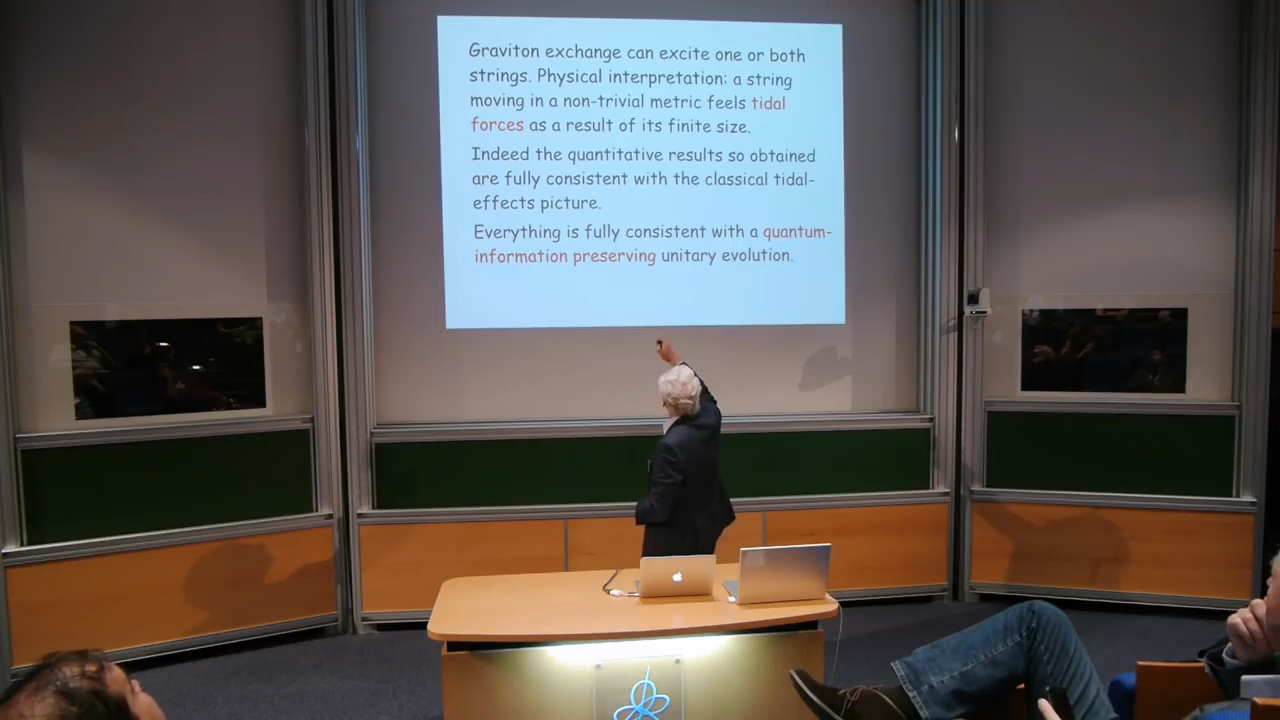 Graviton exchange can excite one or both
strings. Physical interpretation: a string
moving in a non-trivial metric feels tidal
forces as a result of its finite size.
Indeed the quantitative results so obtained
are fully consistent with the classical tidal-
effects picture.
Everything is fully consistent with a quantum-
information preserving unitary evolution.